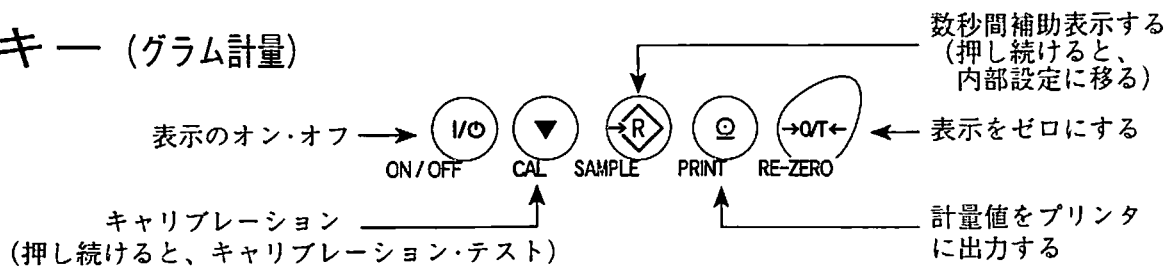 キー (グラム計量)
数秒間補助表示する
(押し続けると、
内部設定に移る)
表示のオン・オフ
I/⏻
▼
→R
→0/T←
表示をゼロにする
ON/OFF
CAL
SAMPLE
PRINT
RE-ZERO
キャリブレーション
(押し続けると、キャリブレーション・テスト)
計量値をプリンタ
に出力する